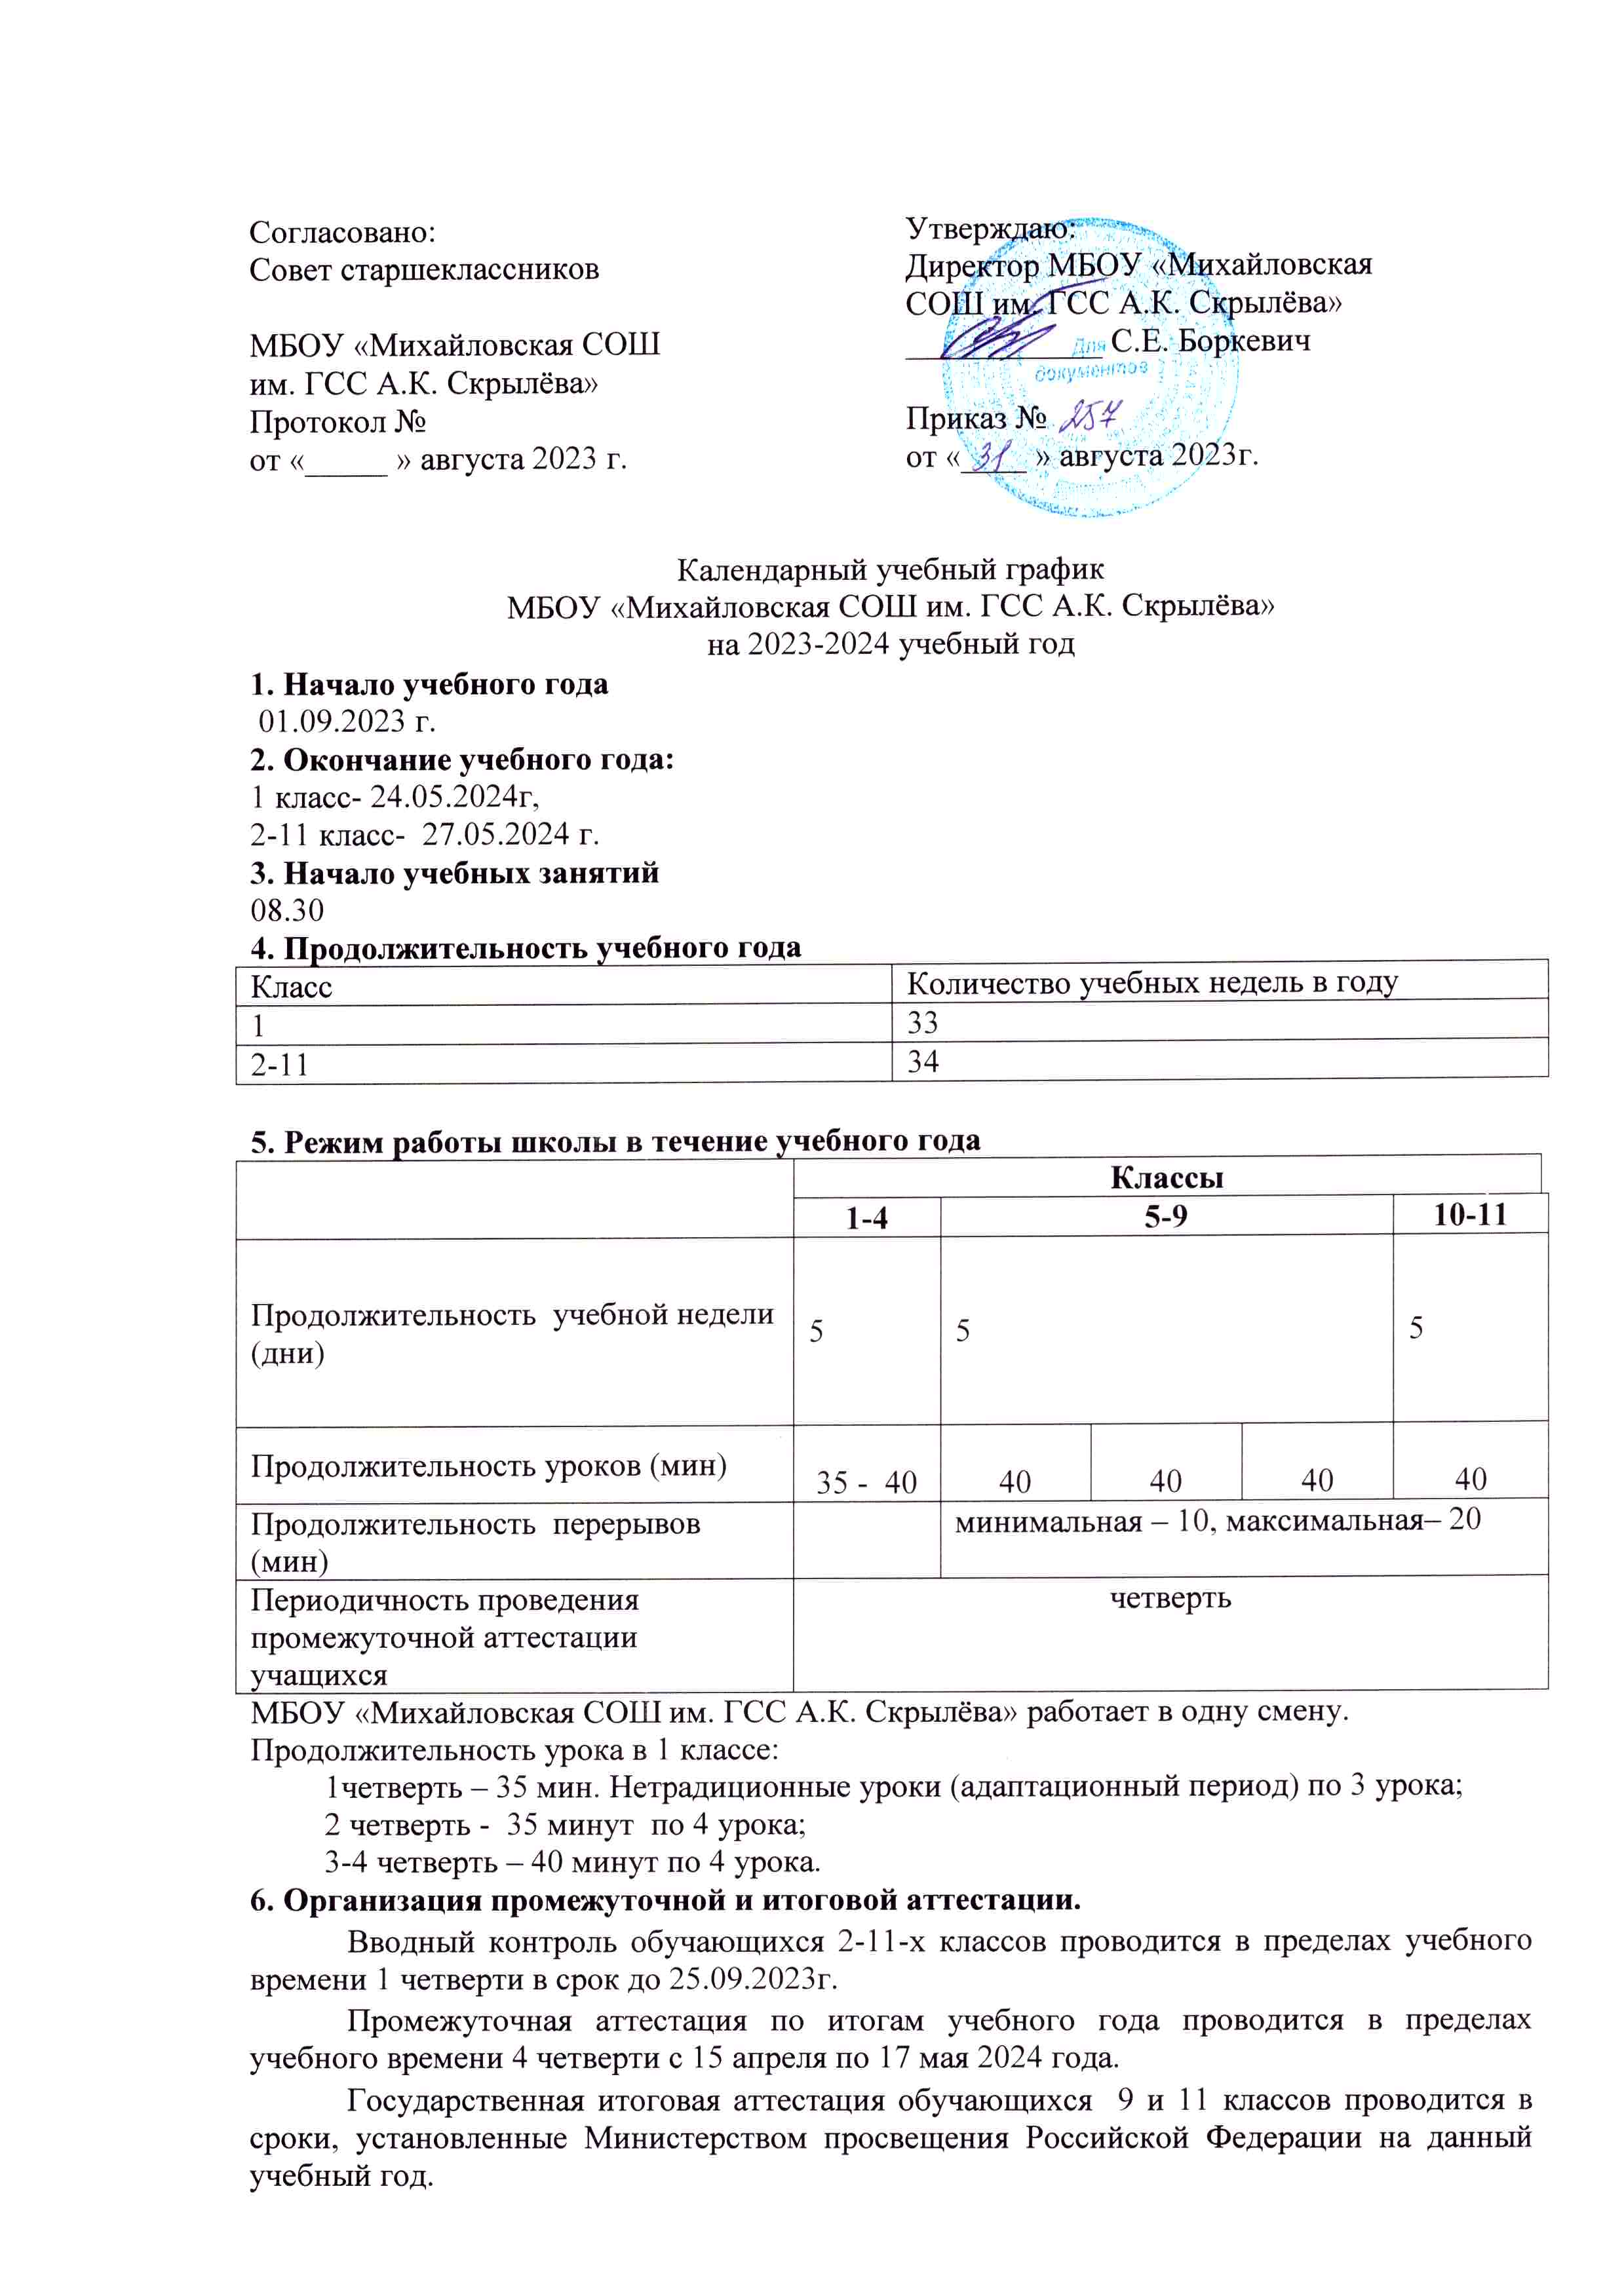 Согласовано:
Совет старшеклассников
МБОУ «Михайловская СОШ
им. ГСС А.К. Скрылёва»
Протокол №
от «_____ » августа 2023 г.
Утверждаю:
Директор МБОУ «Михайловская
СОШ им. ГСС А.К. Скрылёва»
____________ С.Е. Боркевич
Для
документов
Приказ № 257
от «_31_ » августа 2023г.
Календарный учебный график
МБОУ «Михайловская СОШ им. ГСС А.К. Скрылёва»
на 2023-2024 учебный год
1. Начало учебного года
01.09.2023 г.
2. Окончание учебного года:
1 класс- 24.05.2024г,
2-11 класс- 27.05.2024 г.
3. Начало учебных занятий
08.30
4. Продолжительность учебного года
Класс Количество учебных недель в году
1 33
2-11 34
5. Режим работы школы в течение учебного года
Классы
1-4 5-9 10-11
Продолжительность учебной недели
(дни) 5 5 5
Продолжительность уроков (мин) 35 - 40 40 40 40 40
Продолжительность перерывов минимальная – 10, максимальная– 20
(мин)
Периодичность проведения четверть
промежуточной аттестации
учащихся
МБОУ «Михайловская СОШ им. ГСС А.К. Скрылёва» работает в одну смену.
Продолжительность урока в 1 классе:
1четверть – 35 мин. Нетрадиционные уроки (адаптационный период) по 3 урока;
2 четверть - 35 минут по 4 урока;
3-4 четверть – 40 минут по 4 урока.
6. Организация промежуточной и итоговой аттестации.
Вводный контроль обучающихся 2-11-х классов проводится в пределах учебного
времени 1 четверти в срок до 25.09.2023г.
Промежуточная аттестация по итогам учебного года проводится в пределах
учебного времени 4 четверти с 15 апреля по 17 мая 2024 года.
Государственная итоговая аттестация обучающихся 9 и 11 классов проводится в
сроки, установленные Министерством просвещения Российской Федерации на данный
учебный год.